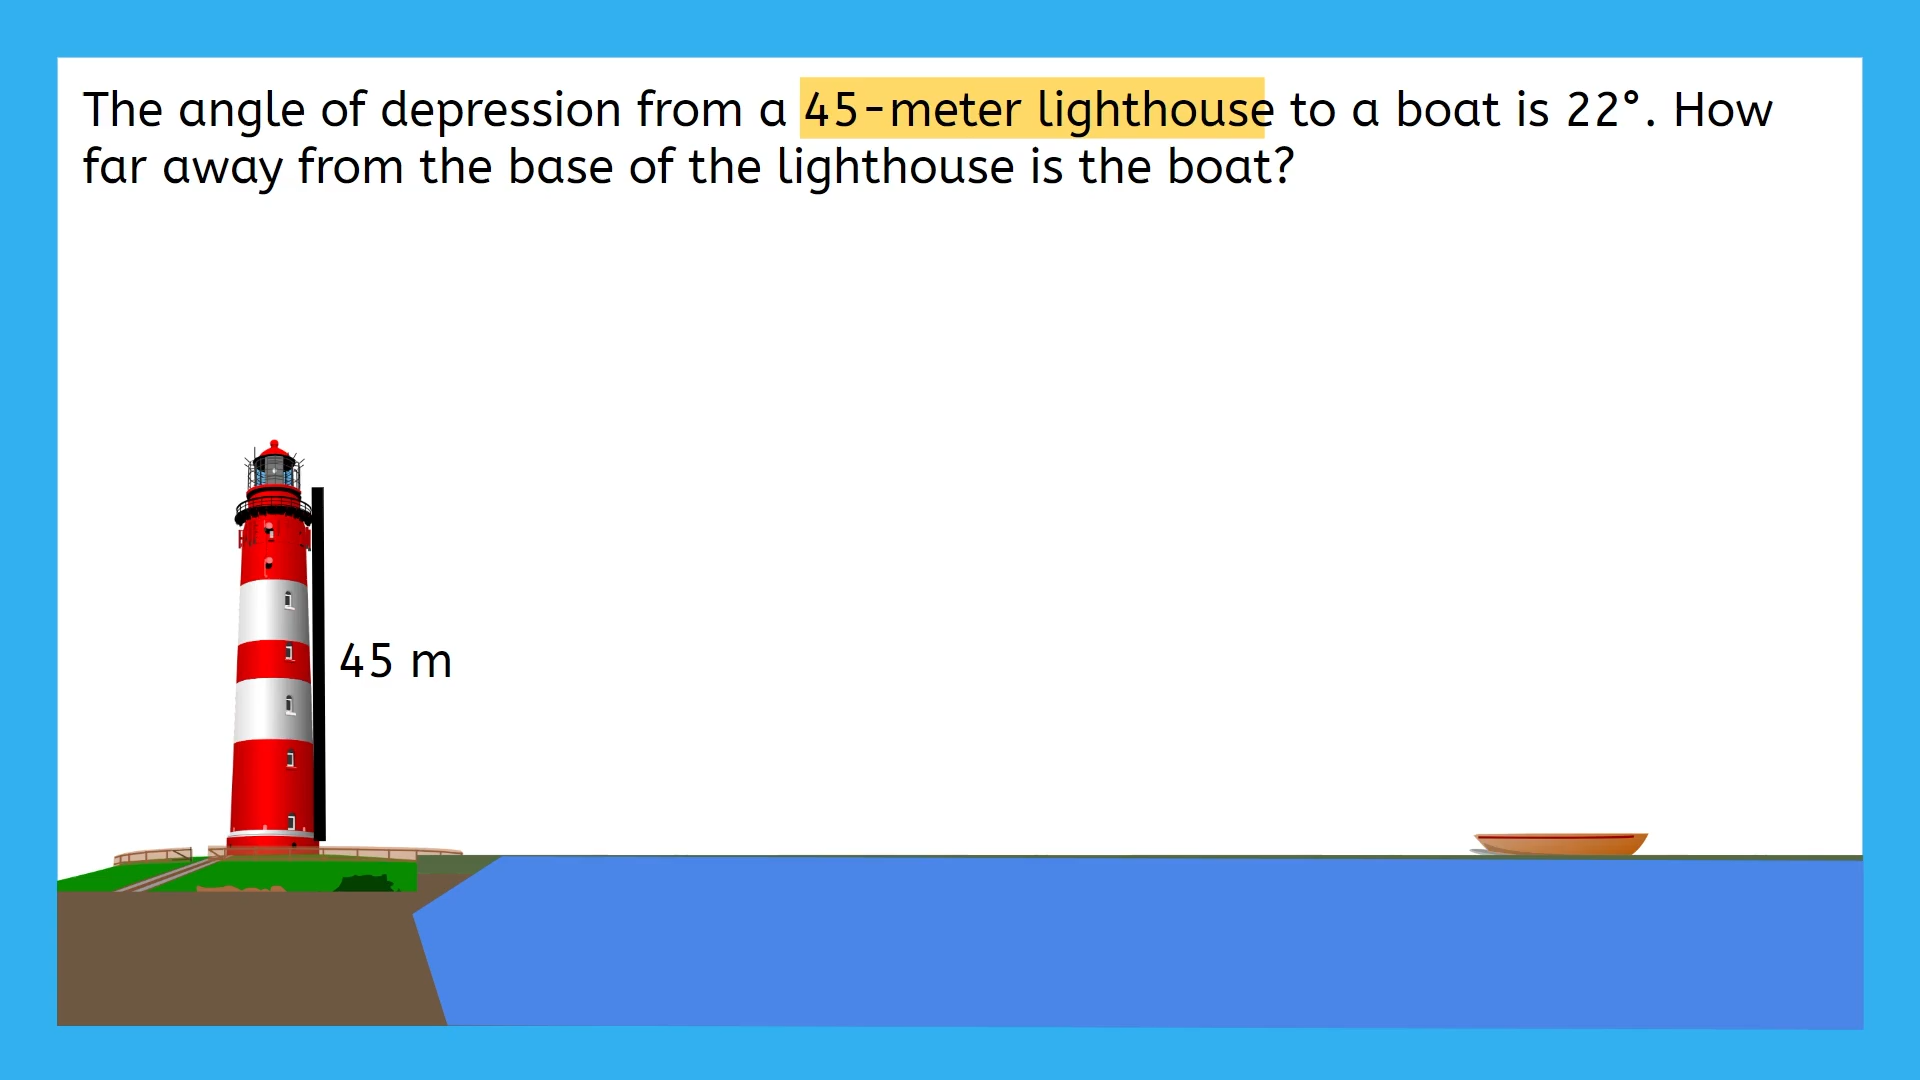 The angle of depression from a 45-meter lighthouse to a boat is 22°. How
far away from the base of the lighthouse is the boat?
45 m